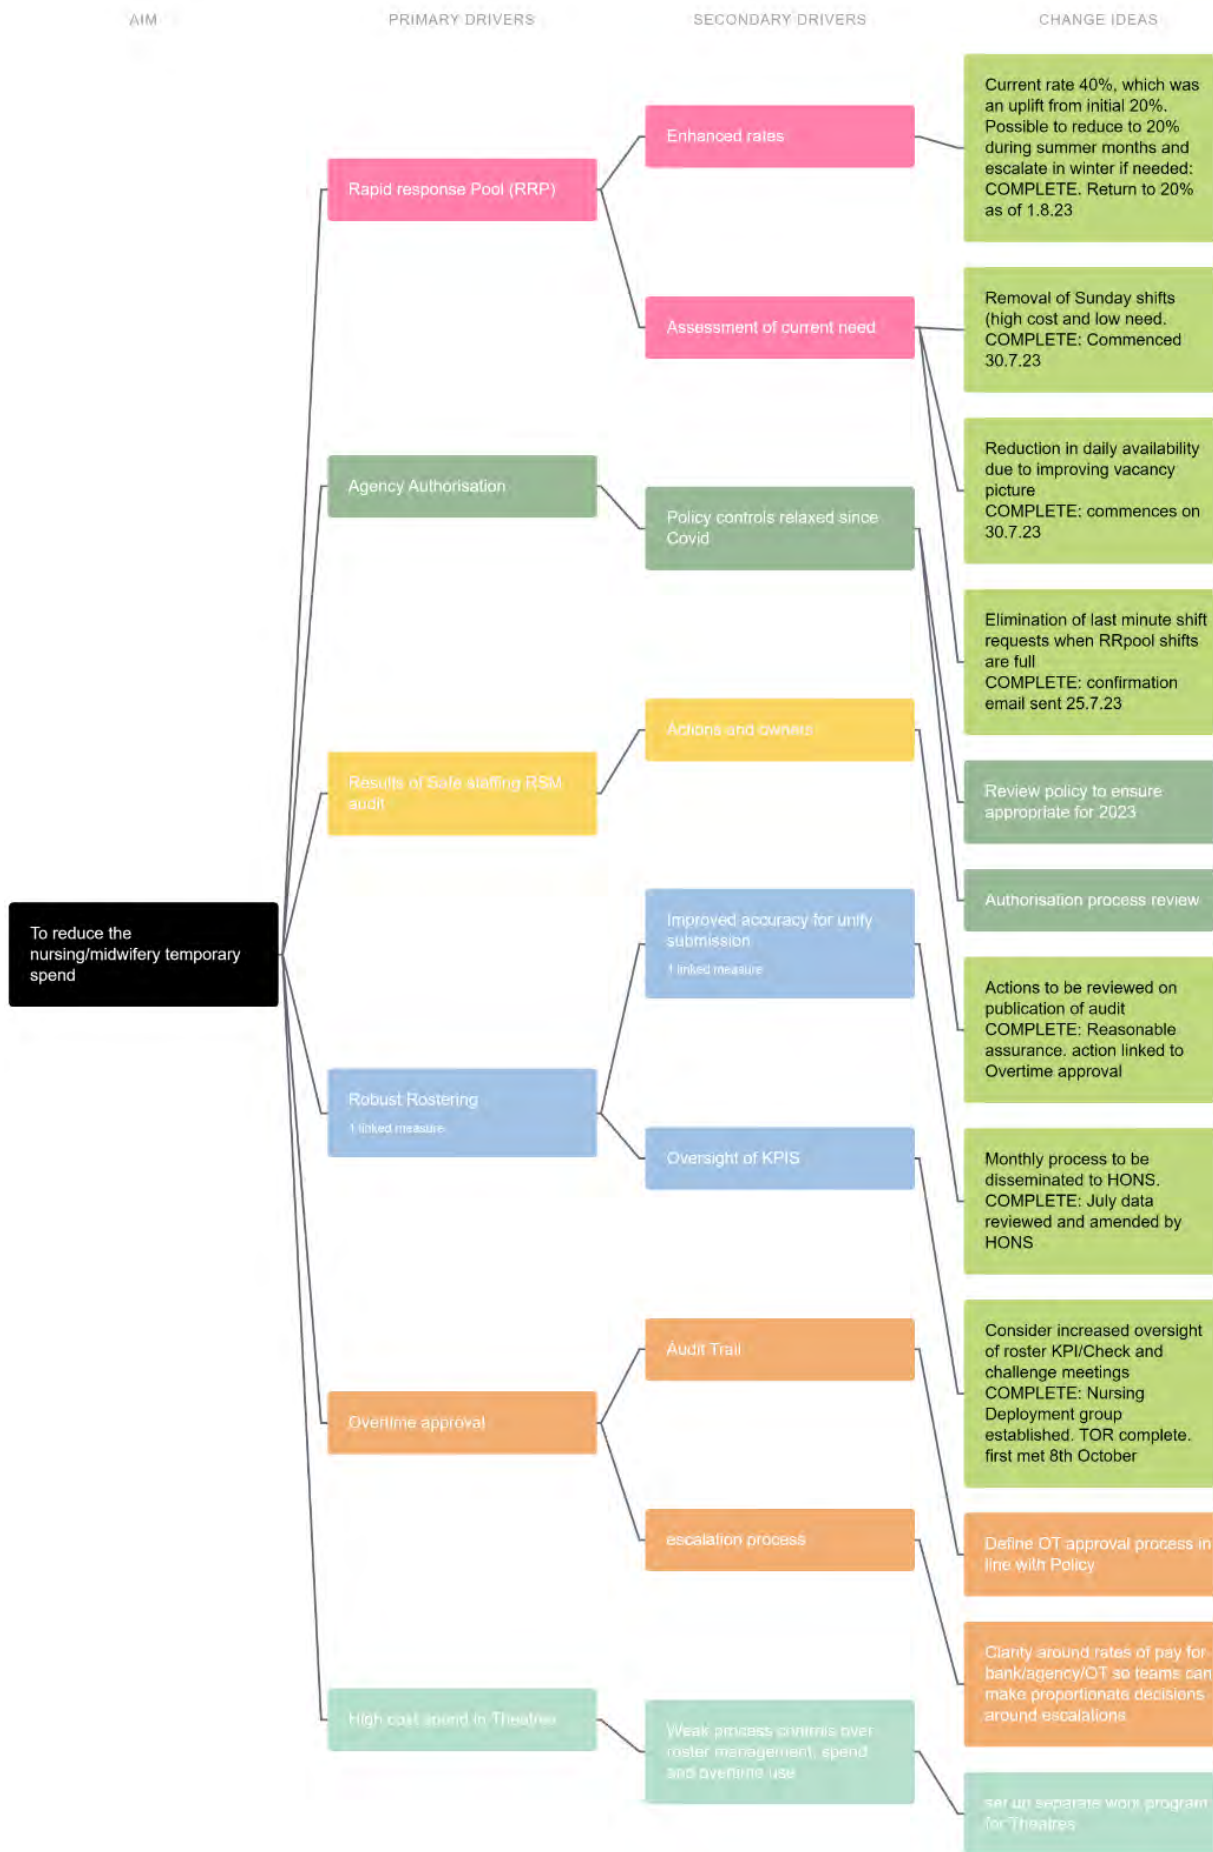 AIM
PRIMARY DRIVERS
SECONDARY DRIVERS
CHANGE IDEAS
To reduce the
nursing/midwifery temporary
spend
Rapid response Pool (RRP)
Agency Authorisation
Results of Safe staffing RSM
audit
Robust Rostering
1 linked measure
Overtime approval
High cost spend in Theatres
Enhanced rates
Assessment of current need
Policy controls relaxed since
Covid
Actions and owners
Improved accuracy for unify
submission
1 linked measure
Oversight of KPIS
Audit Trail
escalation process
Weak process controls over
roster management, spend
and overtime use
Current rate 40%, which was
an uplift from initial 20%.
Possible to reduce to 20%
during summer months and
escalate in winter if needed:
COMPLETE. Return to 20%
as of 1.8.23
Removal of Sunday shifts
(high cost and low need.
COMPLETE: Commenced
30.7.23
Reduction in daily availability
due to improving vacancy
picture
COMPLETE: commences on
30.7.23
Elimination of last minute shift
requests when RRpool shifts
are full
COMPLETE: confirmation
email sent 25.7.23
Review policy to ensure
appropriate for 2023
Authorisation process review
Actions to be reviewed on
publication of audit
COMPLETE: Reasonable
assurance. action linked to
Overtime approval
Monthly process to be
disseminated to HONS.
COMPLETE: July data
reviewed and amended by
HONS
Consider increased oversight
of roster KPI/Check and
challenge meetings
COMPLETE: Nursing
Deployment group
established. TOR complete.
first met 8th October
Define OT approval process in
line with Policy
Clarity around rates of pay for
bank/agency/OT so teams can
make proportionate decisions
around escalations
set up separate work program
for Theatres